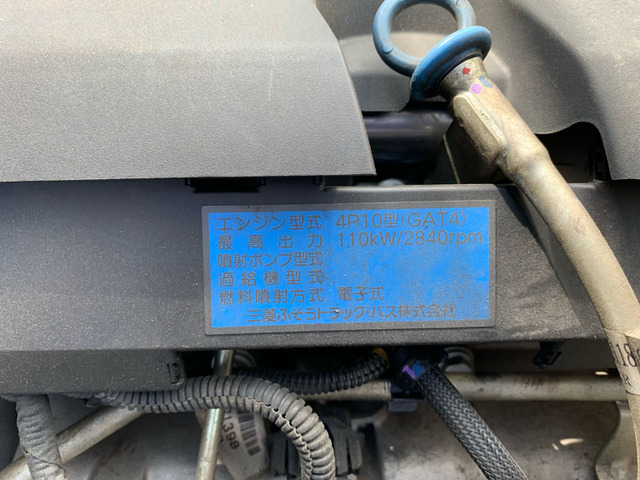 エンジン型式 4P10型(GAT4)
最高出力 110kW/2840rpm
噴射ポンプ型式
過給機型式
燃料噴射方式 電子式
三菱ふそうトラック・バス株式会社
1,398